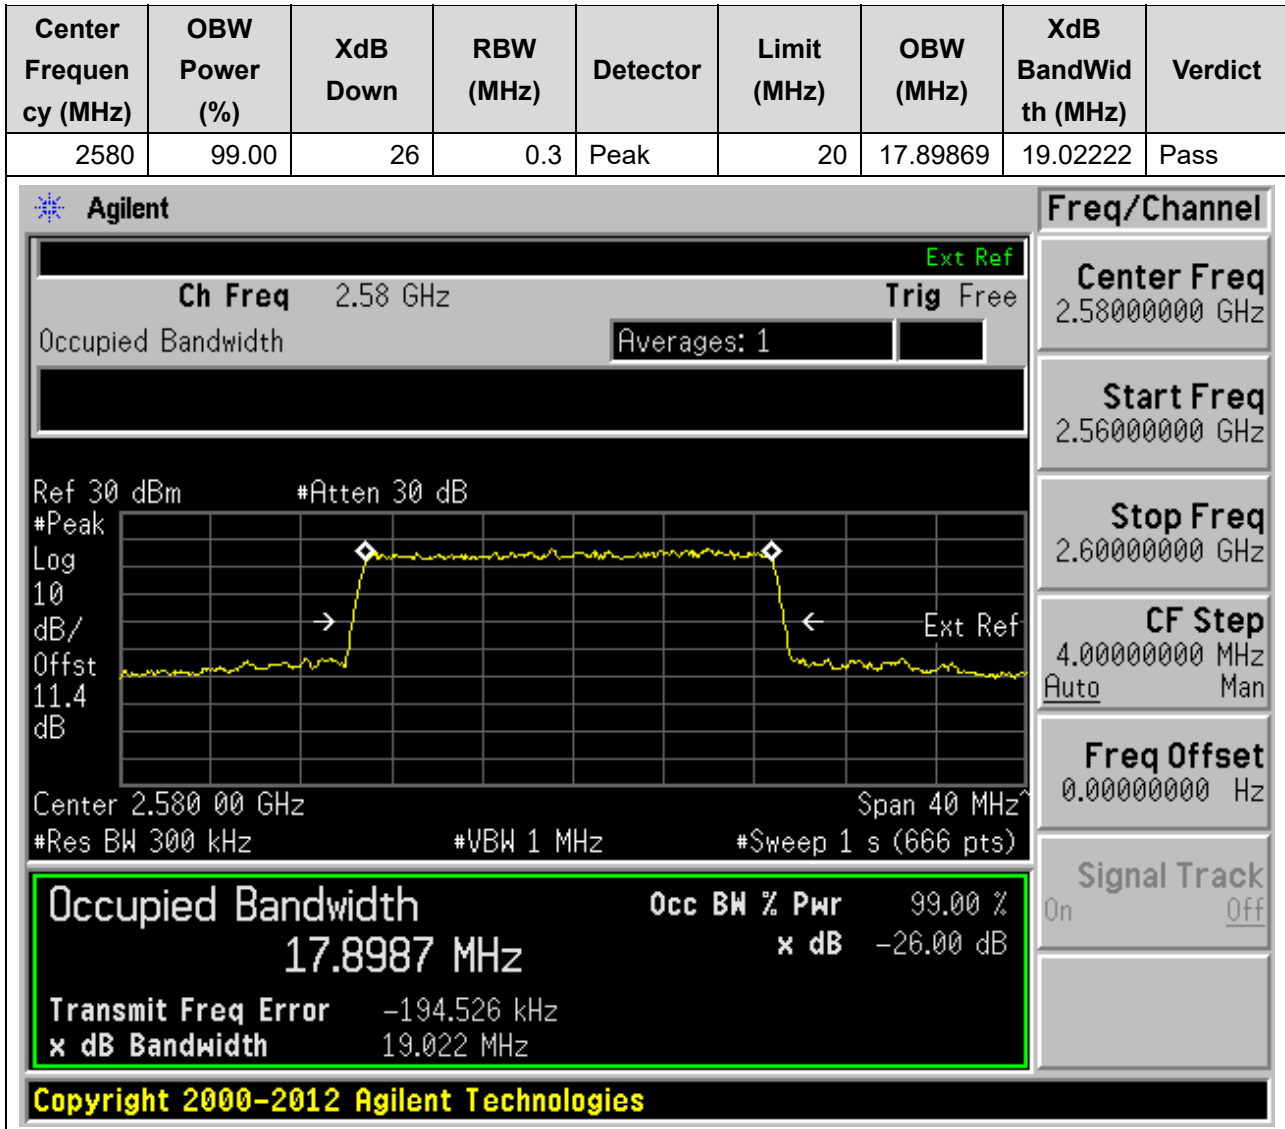 Center Frequen cy (MHz) OBW Power (%) XdB Down RBW (MHz) Detector Limit (MHz) OBW (MHz) XdB BandWid th (MHz) Verdict
2580 99.00 26 0.3 Peak 20 17.89869 19.02222 Pass
Agilent
Freq/Channel
Ext Ref
Ch Freq 2.58 GHz Trig Free
Occupied Bandwidth Averages: 1
Center Freq
2.58000000 GHz
Start Freq
2.56000000 GHz
Stop Freq
2.60000000 GHz
CF Step
4.00000000 MHz
Auto Man
Freq Offset
0.00000000 Hz
Signal Track
On Off
Ref 30 dBm #Atten 30 dB
#Peak
Log
10
dB/
Offst
11.4
dB
Ext Ref
Center 2.580 00 GHz Span 40 MHz^
#Res BW 300 kHz #VBW 1 MHz #Sweep 1 s (666 pts)
Occupied Bandwidth Occ BW % Pwr 99.00 %
17.8987 MHz x dB -26.00 dB
Transmit Freq Error -194.526 kHz
x dB Bandwidth 19.022 MHz
Copyright 2000-2012 Agilent Technologies